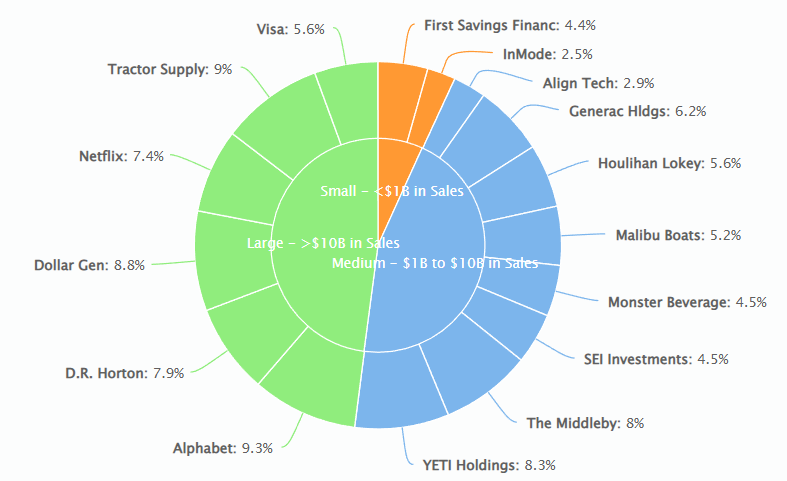 First Savings Financ: 4.4%
Visa: 5.6%
InMode: 2.5%
Tractor Supply: 9%
Align Tech: 2.9%
Generac Hldgs: 6.2%
Netflix: 7.4%
Houlihan Lokey: 5.6%
Small - <$1B in Sales
Malibu Boats: 5.2%
Large - >$10B in Sales
Medium - $1B to $10B in Sales
Dollar Gen: 8.8%
Monster Beverage: 4.5%
SEI Investments: 4.5%
D.R. Horton: 7.9%
The Middleby: 8%
Alphabet: 9.3%
YETI Holdings: 8.3%